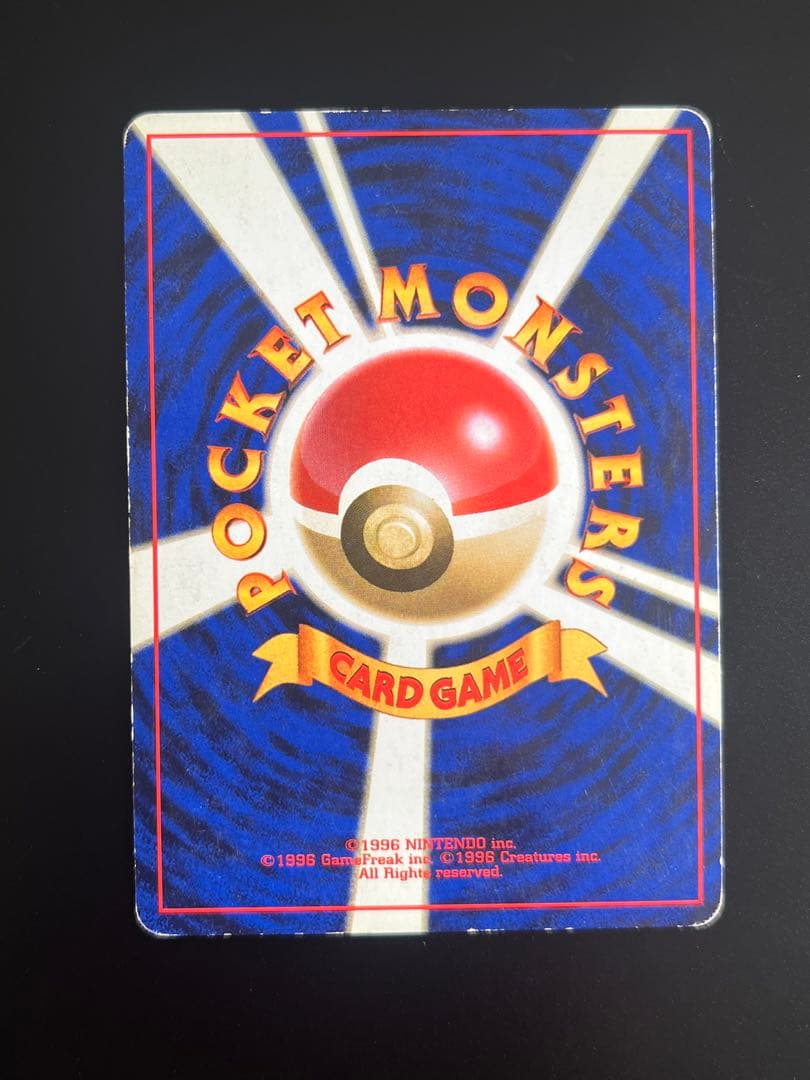 POCKET MONSTERS
CARD GAME
©1996 NINTENDO inc.
©1996 GameFreak inc. ©1996 Creatures inc.
All Rights reserved.